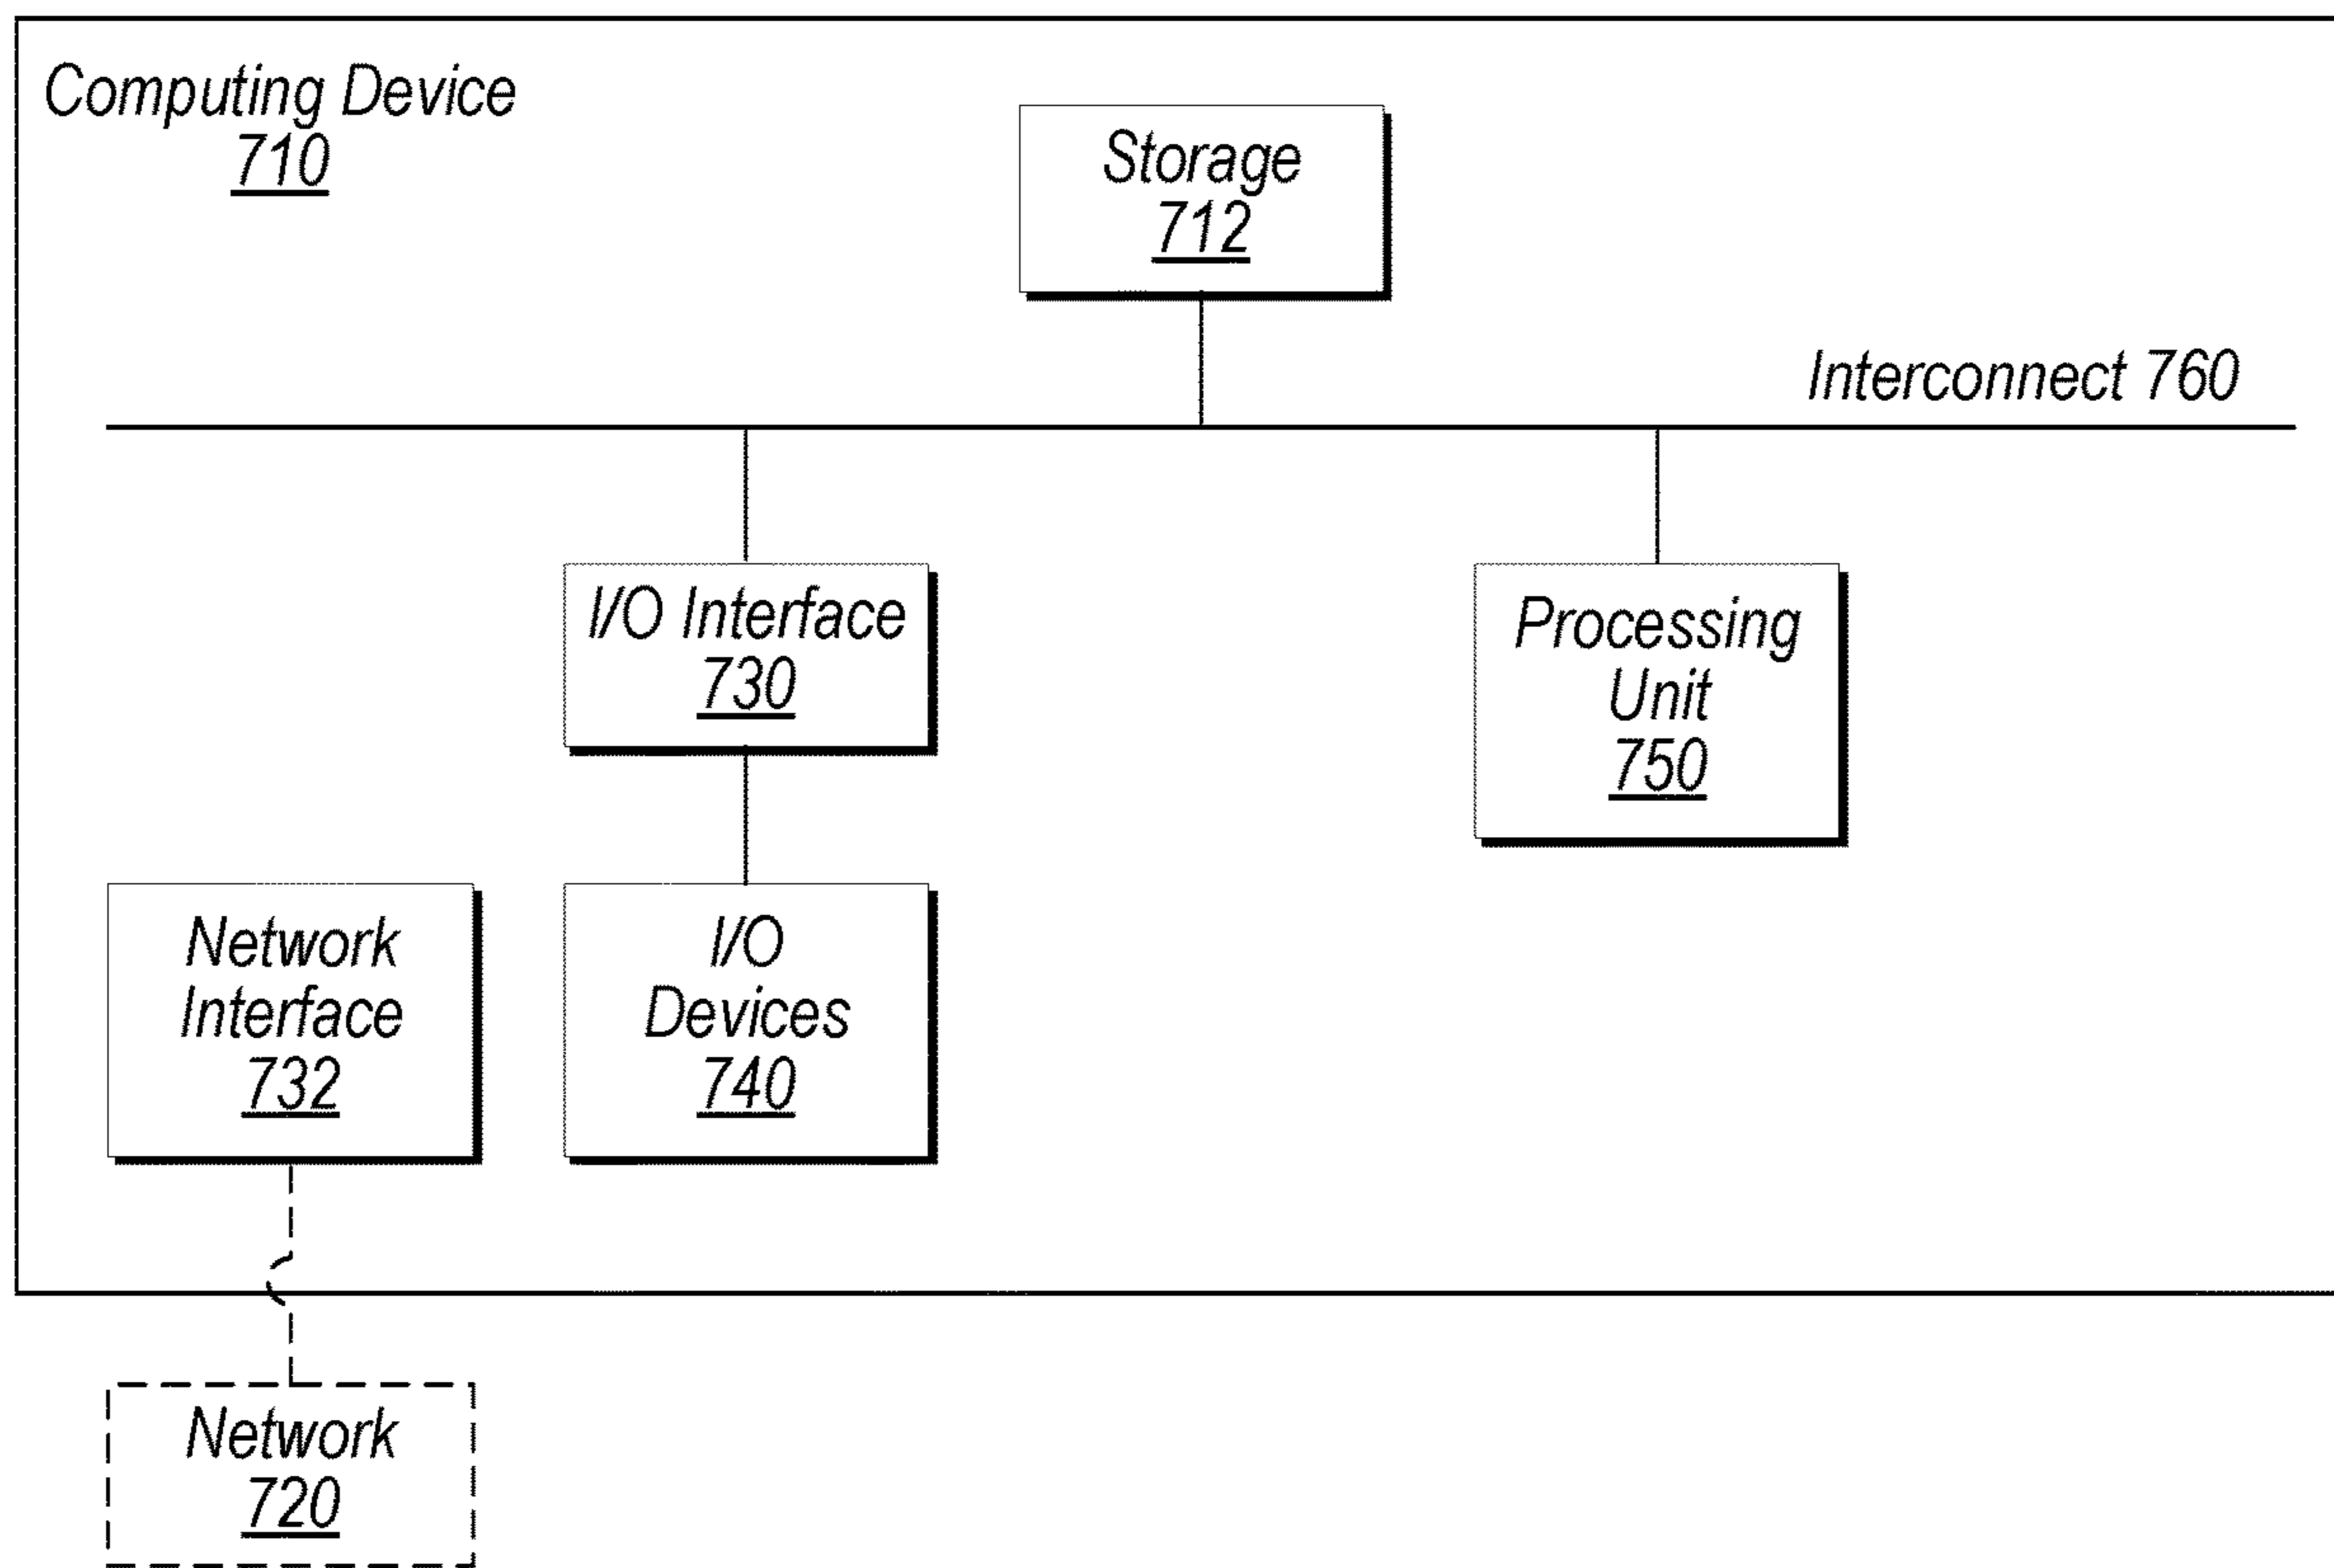 Computing Device
710
Storage
712
Interconnect 760
I/O Interface
730
Processing
Unit
750
Network
Interface
732
I/O
Devices
740
Network
720